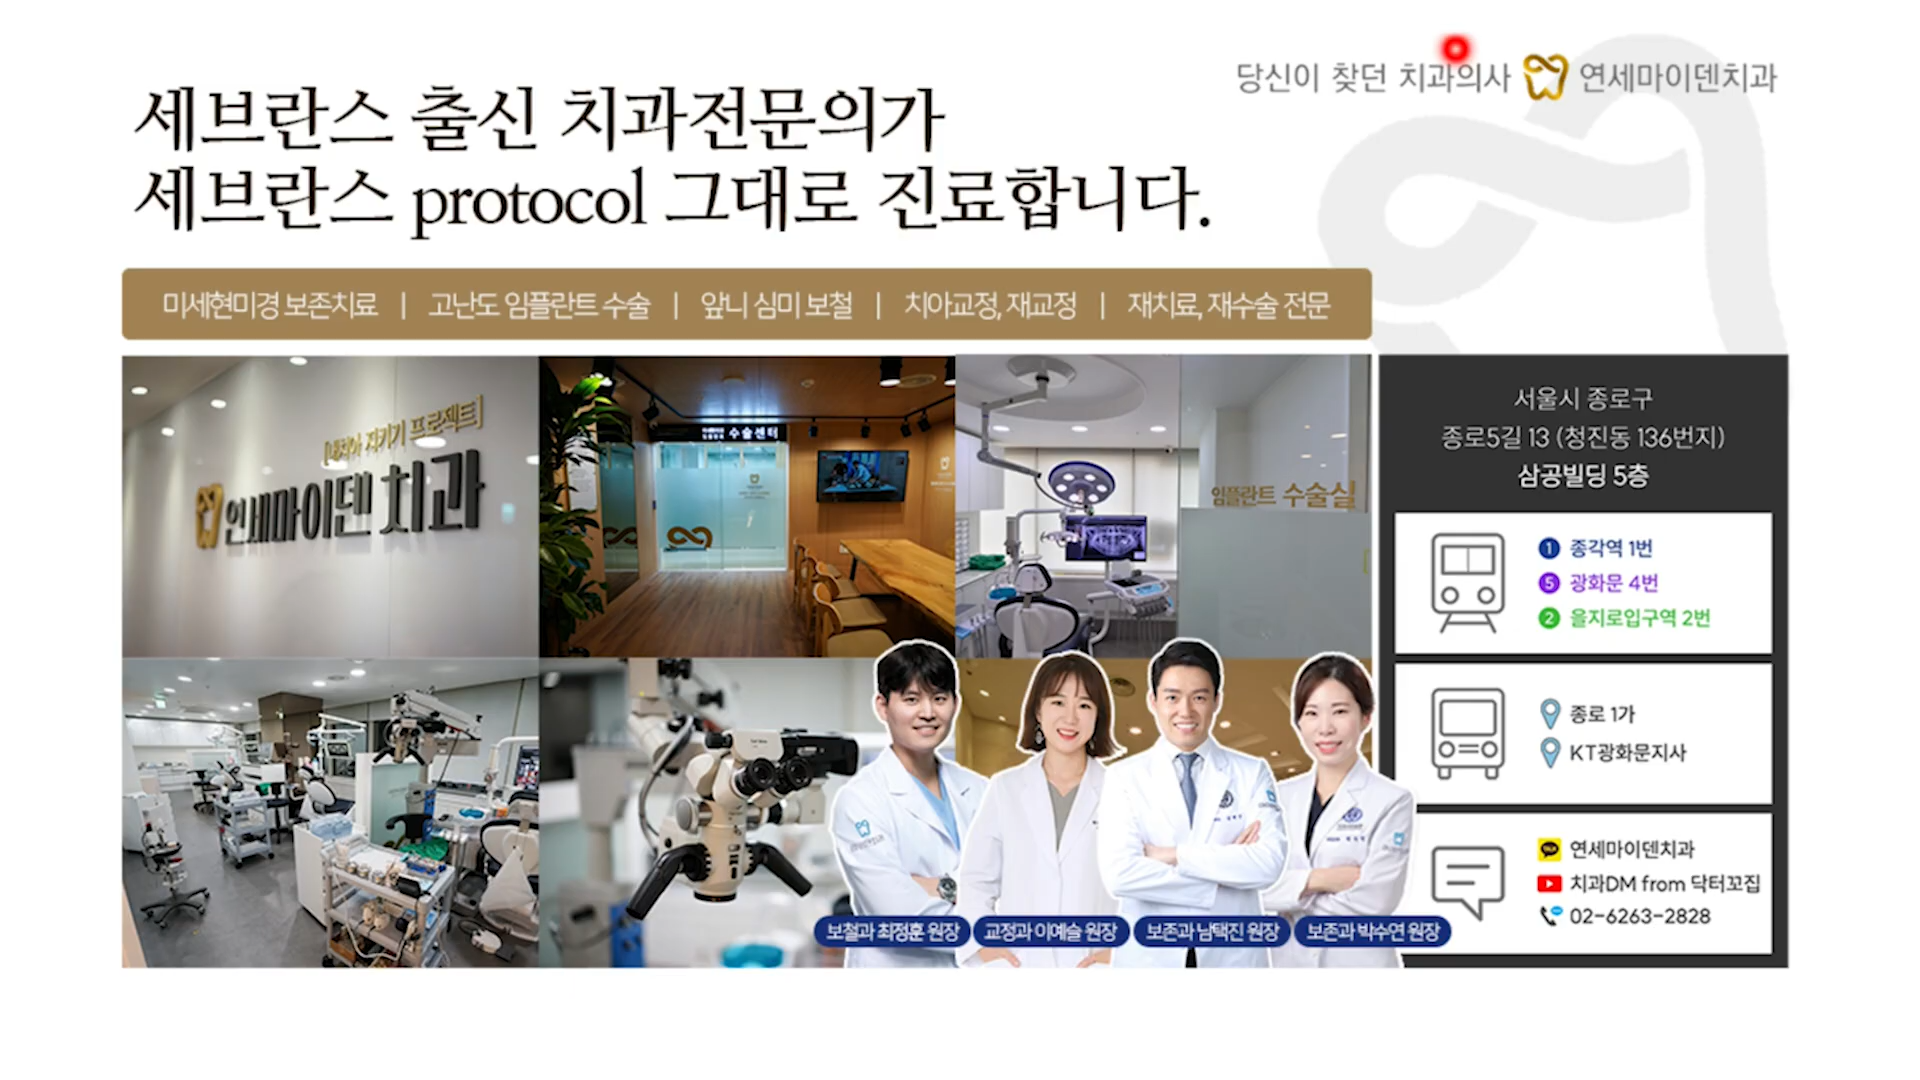 당신이 찾던 치과의사 연세마이덴치과
세브란스 출신 치과전문의가
세브란스 protocol 그대로 진료합니다.
미세현미경 보존치료 | 고난도 임플란트 수술 | 앞니 심미 보철 | 치아교정, 재교정 | 재치료, 재수술 전문
[내치아 지키기 프로젝트]
연세마이덴 치과
수술센터
임플란트 수술실
서울시 종로구
종로5길 13 (청진동 136번지)
삼공빌딩 5층
1 종각역 1번
5 광화문 4번
2 을지로입구역 2번
종로 1가
KT광화문지사
TALK 연세마이덴치과
치과DM from 닥터꼬집
02-6263-2828
보철과 최정훈 원장
교정과 이예슬 원장
보존과 남택진 원장
보존과 박수연 원장